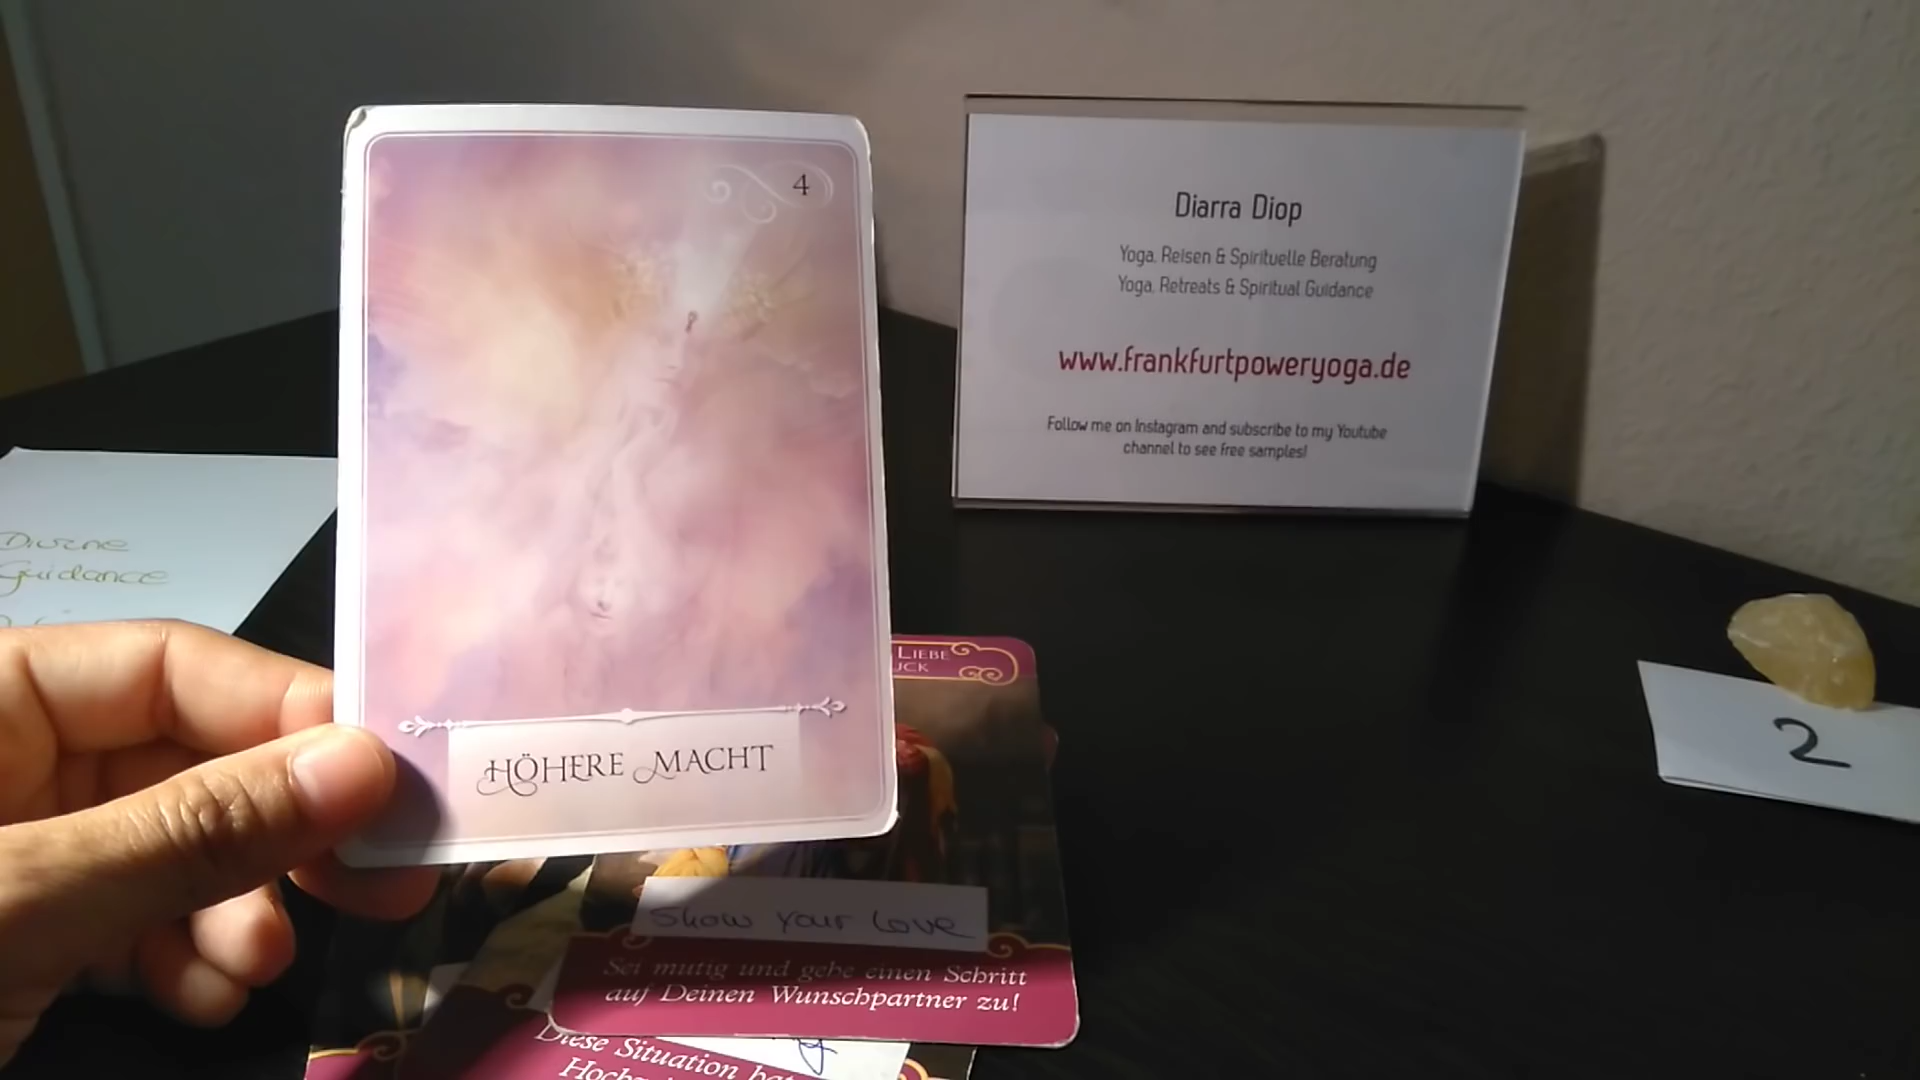 4
HÖHERE MACHT
Diarra Diop
Yoga, Reisen & Spirituelle Beratung
Yoga, Retreats & Spiritual Guidance
www.frankfurtpoweryoga.de
Follow me on Instagram and subscribe to my Youtube
channel to see free samples!
Divine
Guidance
LIEBE
Show your Love
Sei mutig und gehe einen Schritt
auf Deinen Wunschpartner zu!
Diese Situation
2